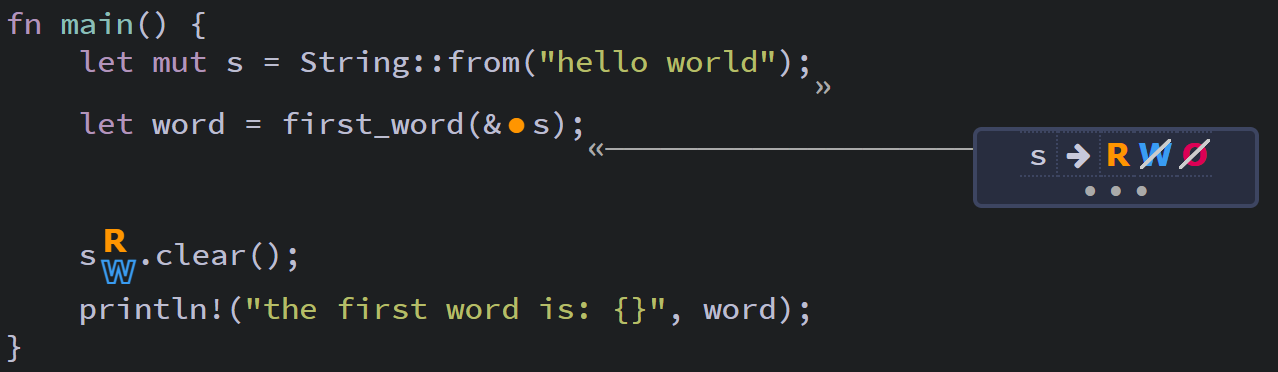 fn main() {
    let mut s = String::from("hello world");
»
    let word = first_word(&●s);
«
s → R W O
● ● ●
    s R W .clear();
    println!("the first word is: {}", word);
}